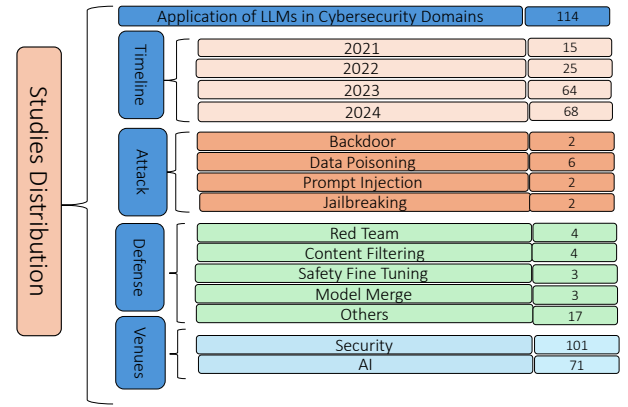 Studies Distribution
Application of LLMs in Cybersecurity Domains 114
Timeline
2021 15
2022 25
2023 64
2024 68
Attack
Backdoor 2
Data Poisoning 6
Prompt Injection 2
Jailbreaking 2
Defense
Red Team 4
Content Filtering 4
Safety Fine Tuning 3
Model Merge 3
Others 17
Venues
Security 101
AI 71